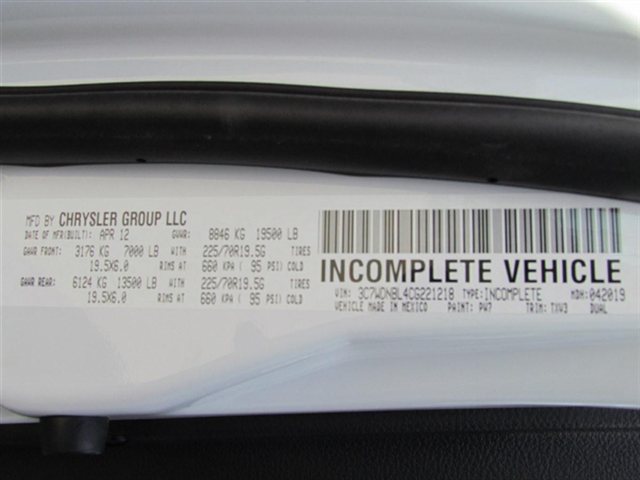 MFD BY CHRYSLER GROUP LLC
DATE OF MFR(BUILT): APR 12 GVWR: 8846 KG 19500 LB
GAWR FRONT: 3176 KG 7000 LB WITH 225/70R19.5G TIRES
19.5X6.0 RIMS AT 660 KPA ( 95 PSI) COLD
GAWR REAR: 6124 KG 13500 LB WITH 225/70R19.5G TIRES
19.5X6.0 RIMS AT 660 KPA ( 95 PSI) COLD
INCOMPLETE VEHICLE
VIN: 3C7WDNBL4CG221218 TYPE: INCOMPLETE MDH: 042019
VEHICLE MADE IN MEXICO PAINT: PW7 TRIM: TXV3 DUAL